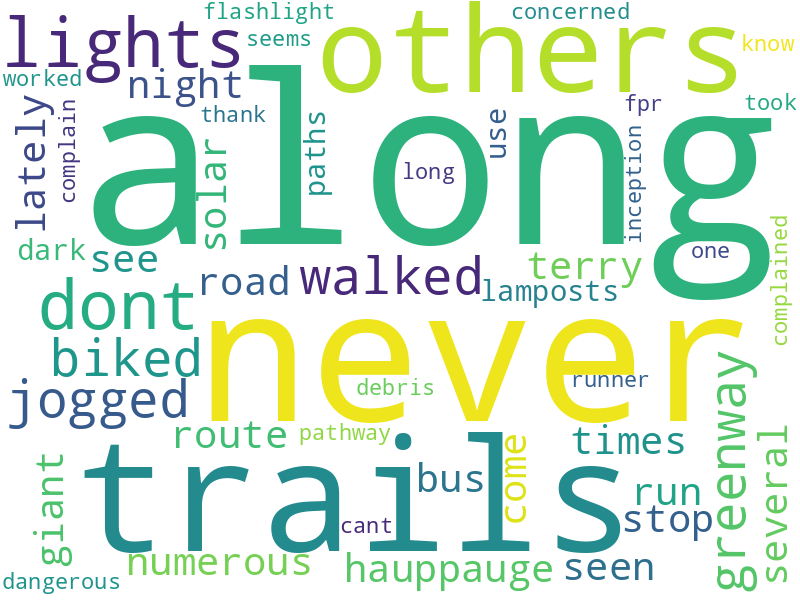 flashlight
concerned
lights
others
seems
know
worked
night
along
lately
complain
thank
solar
paths
long
use
fpr
inception
took
dark
see
road
walked
terry
lamposts
one
complained
dont
never
biked
jogged
debris
runner
greenway
route
pathway
times
trails
come
bus
run
several
giant
cant
stop
numerous
hauppauge
seen
dangerous